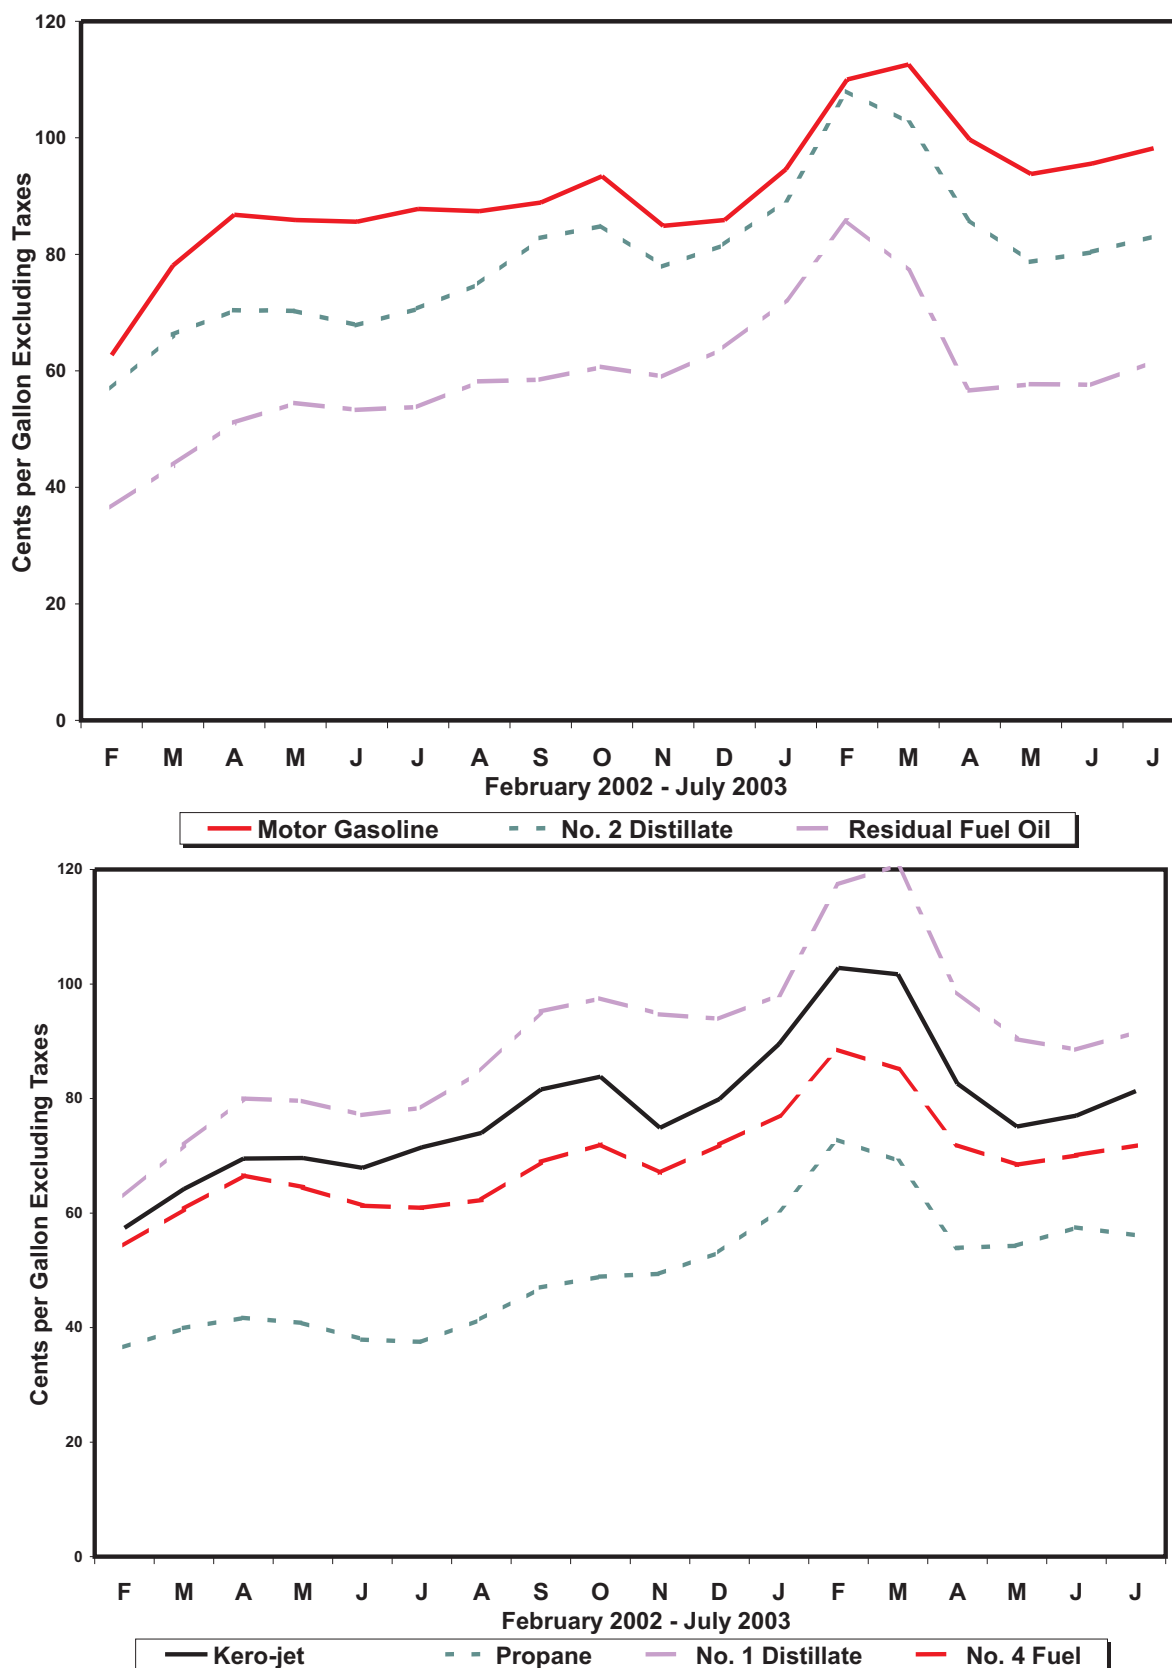 120
100
80
60
40
20
0
Cents per Gallon Excluding Taxes
F M A M J J A S O N D J F M A M J J
February 2002 - July 2003
Motor Gasoline No. 2 Distillate Residual Fuel Oil
120
100
80
60
40
20
0
Cents per Gallon Excluding Taxes
F M A M J J A S O N D J F M A M J J
February 2002 - July 2003
Kero-jet Propane No. 1 Distillate No. 4 Fuel